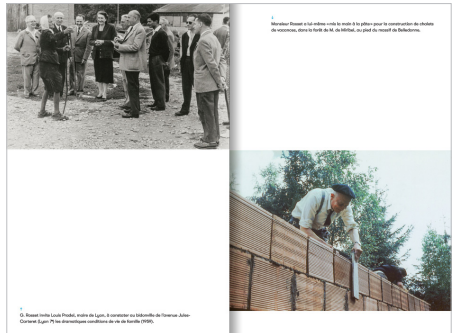 1
Monsieur Rosset a lui-même «mis la main à la pâte» pour la construction de chalets
de vacances, dans la forêt de M. de Miribel, au pied du massif de Belledonne.
G. Rosset invite Louis Pradel, maire de Lyon, à constater au bidonville de l'avenue Jules-
Carteret (Lyon 7e) les dramatiques conditions de vie de famille (1959).